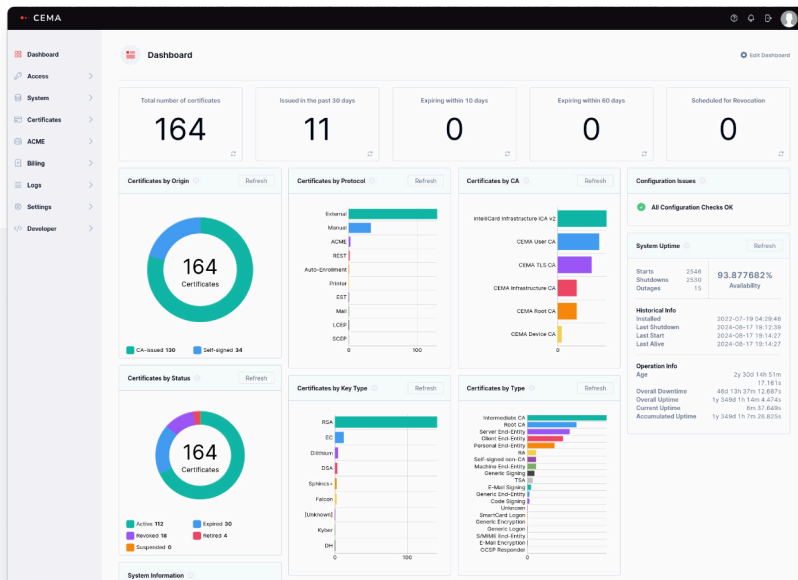 CEMA
Dashboard
Access
System
Certificates
ACME
Billing
Logs
Settings
Developer
Dashboard
Edit Dashboard
Total number of certificates
164
Issued in the past 30 days
11
Expiring within 10 days
0
Expiring within 60 days
0
Scheduled for Revocation
0
Certificates by Origin
Refresh
164
Certificates
CA-issued 130
Self-signed 34
Certificates by Protocol
Refresh
External
Manual
ACME
REST
Auto-Enrollment
Printer
EST
Mail
LCEP
SCEP
0 100
Certificates by CA
Refresh
IntelliCard Infrastructure ICA v2
CEMA User CA
CEMA TLS CA
CEMA Infrastructure CA
CEMA Root CA
CEMA Device CA
0
Configuration Issues
All Configuration Checks OK
System Uptime
Refresh
Starts 2546
Shutdowns 2530
Outages 15
93.877682%
Availability
Historical Info
Installed 2022-07-19 04:29:46
Last Shutdown 2024-08-17 19:12:39
Last Start 2024-08-17 19:14:27
Last Alive 2024-08-17 19:14:27
Operation Info
Age 2y 30d 14h 51m
17.161s
Overall Downtime 46d 13h 37m 12.687s
Overall Uptime 1y 349d 1h 14m 4.474s
Current Uptime 6m 37.649s
Accumulated Uptime 1y 349d 1h 7m 26.825s
Certificates by Status
Refresh
164
Certificates
Active 112
Expired 30
Revoked 18
Retired 4
Suspended 0
Certificates by Key Type
Refresh
RSA
EC
Dilithium
DSA
Sphincs+
Falcon
[Unknown]
Kyber
DH
0 100
Certificates by Type
Refresh
Intermediate CA
Root CA
Server End-Entity
Client End-Entity
Personal End-Entity
RA
Self-signed non-CA
Machine End-Entity
Generic Signing
TSA
E-Mail Signing
Generic End-Entity
Code Signing
Unknown
SmartCard Logon
Generic Encryption
Generic Logon
S/MIME End-Entity
E-Mail Encryption
OCSP Responder
0
System Information